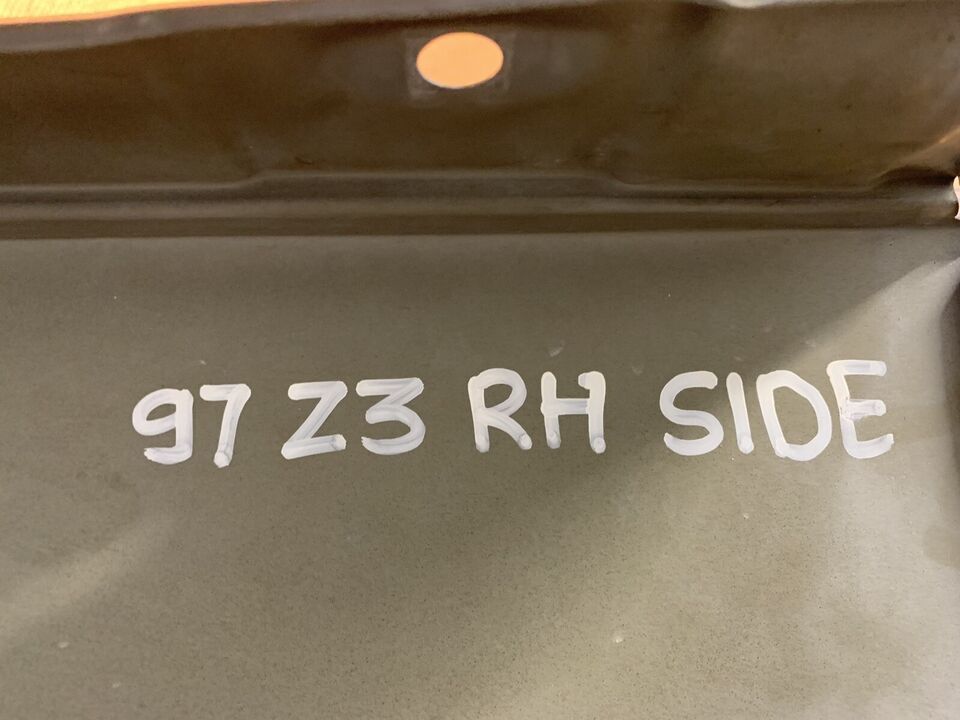 97 Z3 RH SIDE